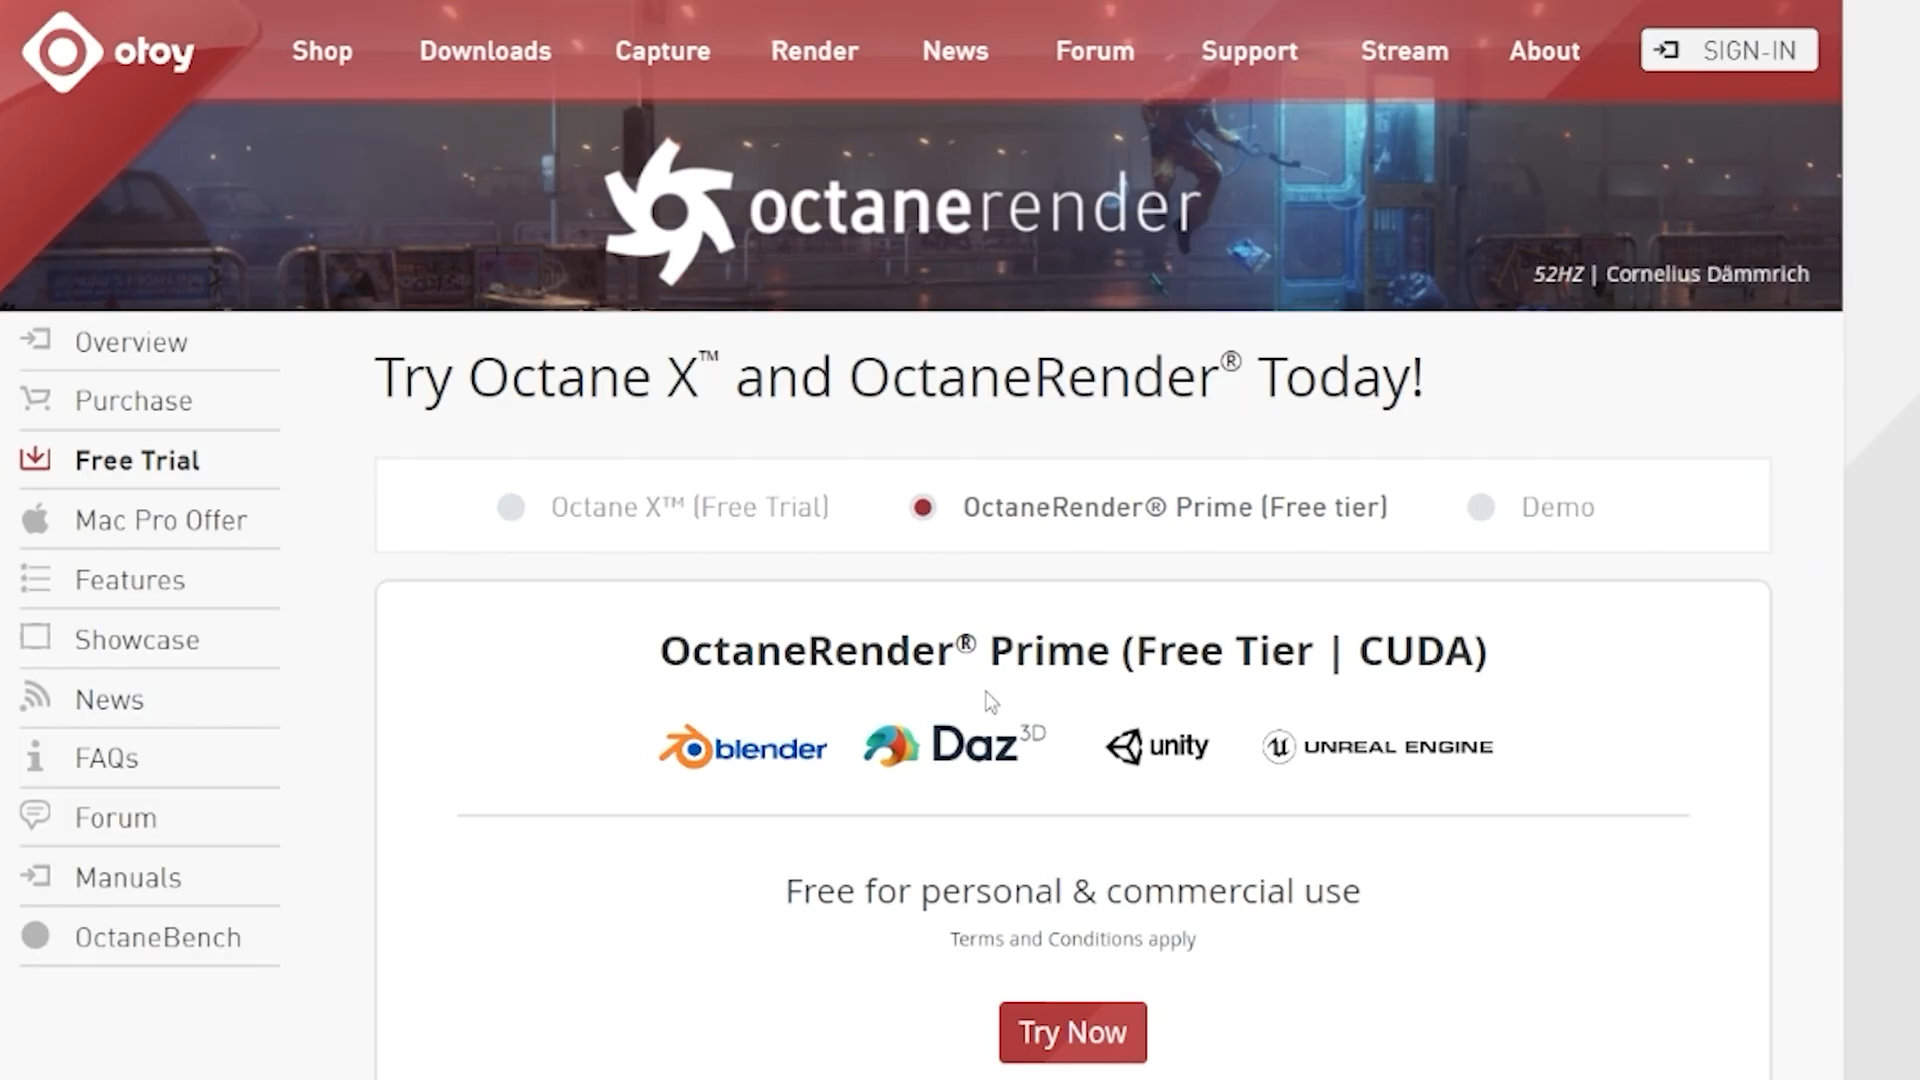 otoy
Shop Downloads Capture Render News Forum Support Stream About SIGN-IN
octanerender
52HZ | Cornelius Dämmrich
Overview
Purchase
Free Trial
Mac Pro Offer
Features
Showcase
News
FAQs
Forum
Manuals
OctaneBench
Try Octane X™ and OctaneRender® Today!
Octane X™ (Free Trial) OctaneRender® Prime (Free tier) Demo
OctaneRender® Prime (Free Tier | CUDA)
blender Daz 3D unity UNREAL ENGINE
Free for personal & commercial use
Terms and Conditions apply
Try Now